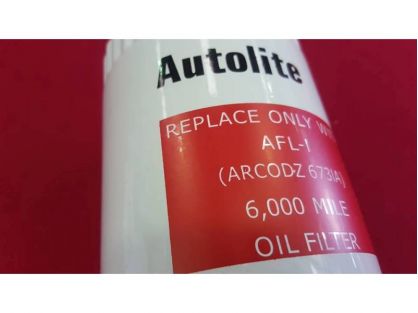 Autolite
REPLACE ONLY
AFL-1
(ARCODZ 6731A)
6,000 MILE
OIL FILTER